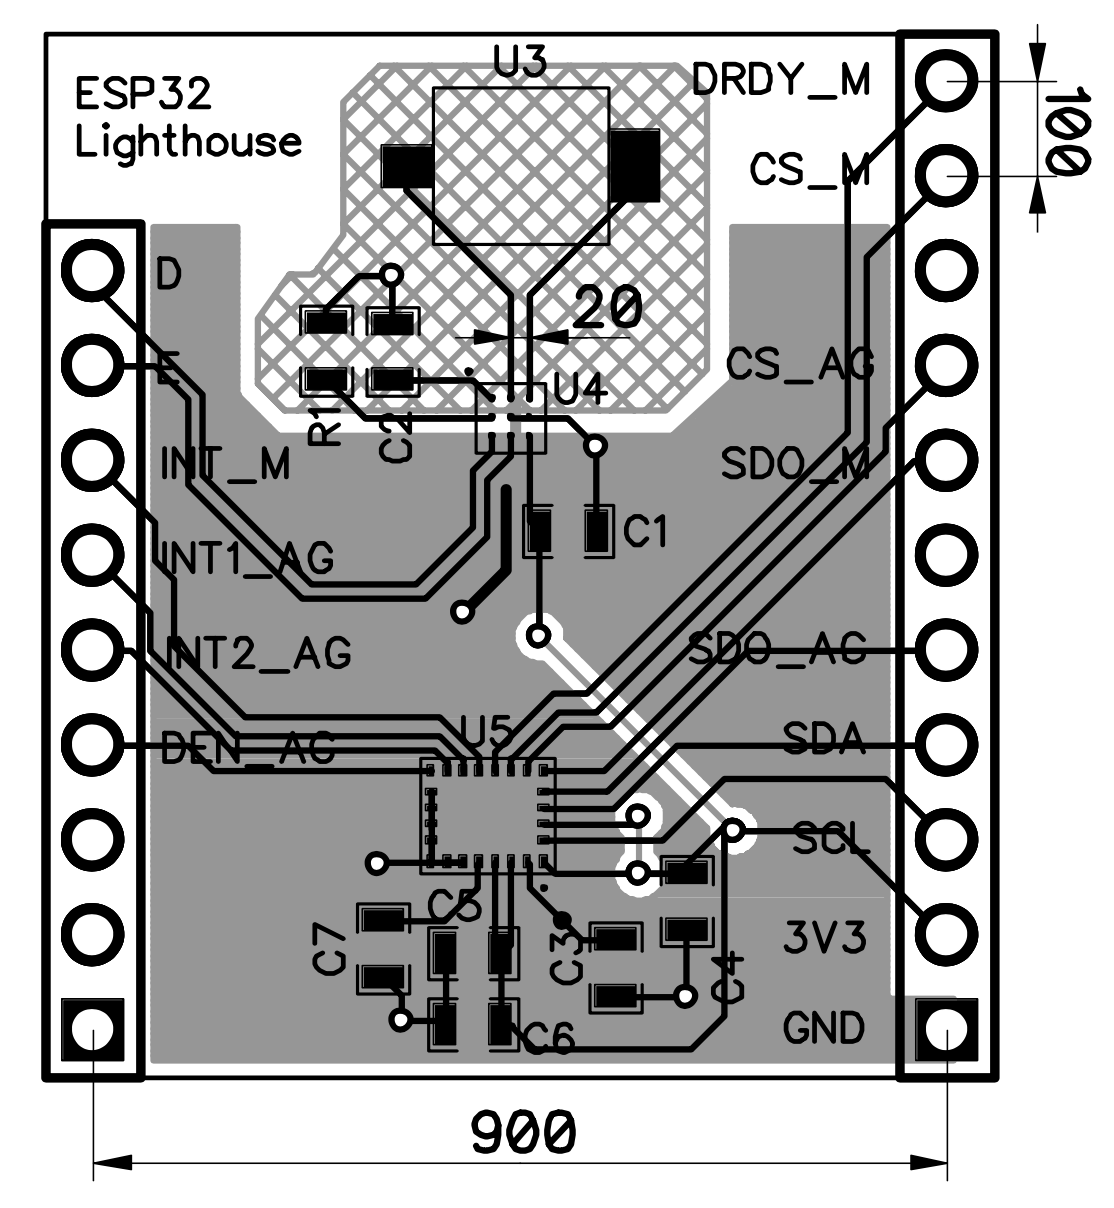 U3
ESP32
Lighthouse
DRDY_M
100
CS_M
D
20
E
CS_AG
U4
R1
C2
INT_M
SDO_M
C1
INT1_AG
INT2_AG
SDO_AG
U5
DEN_AG
SDA
SCL
C5
C7
C3
C4
3V3
C6
GND
900